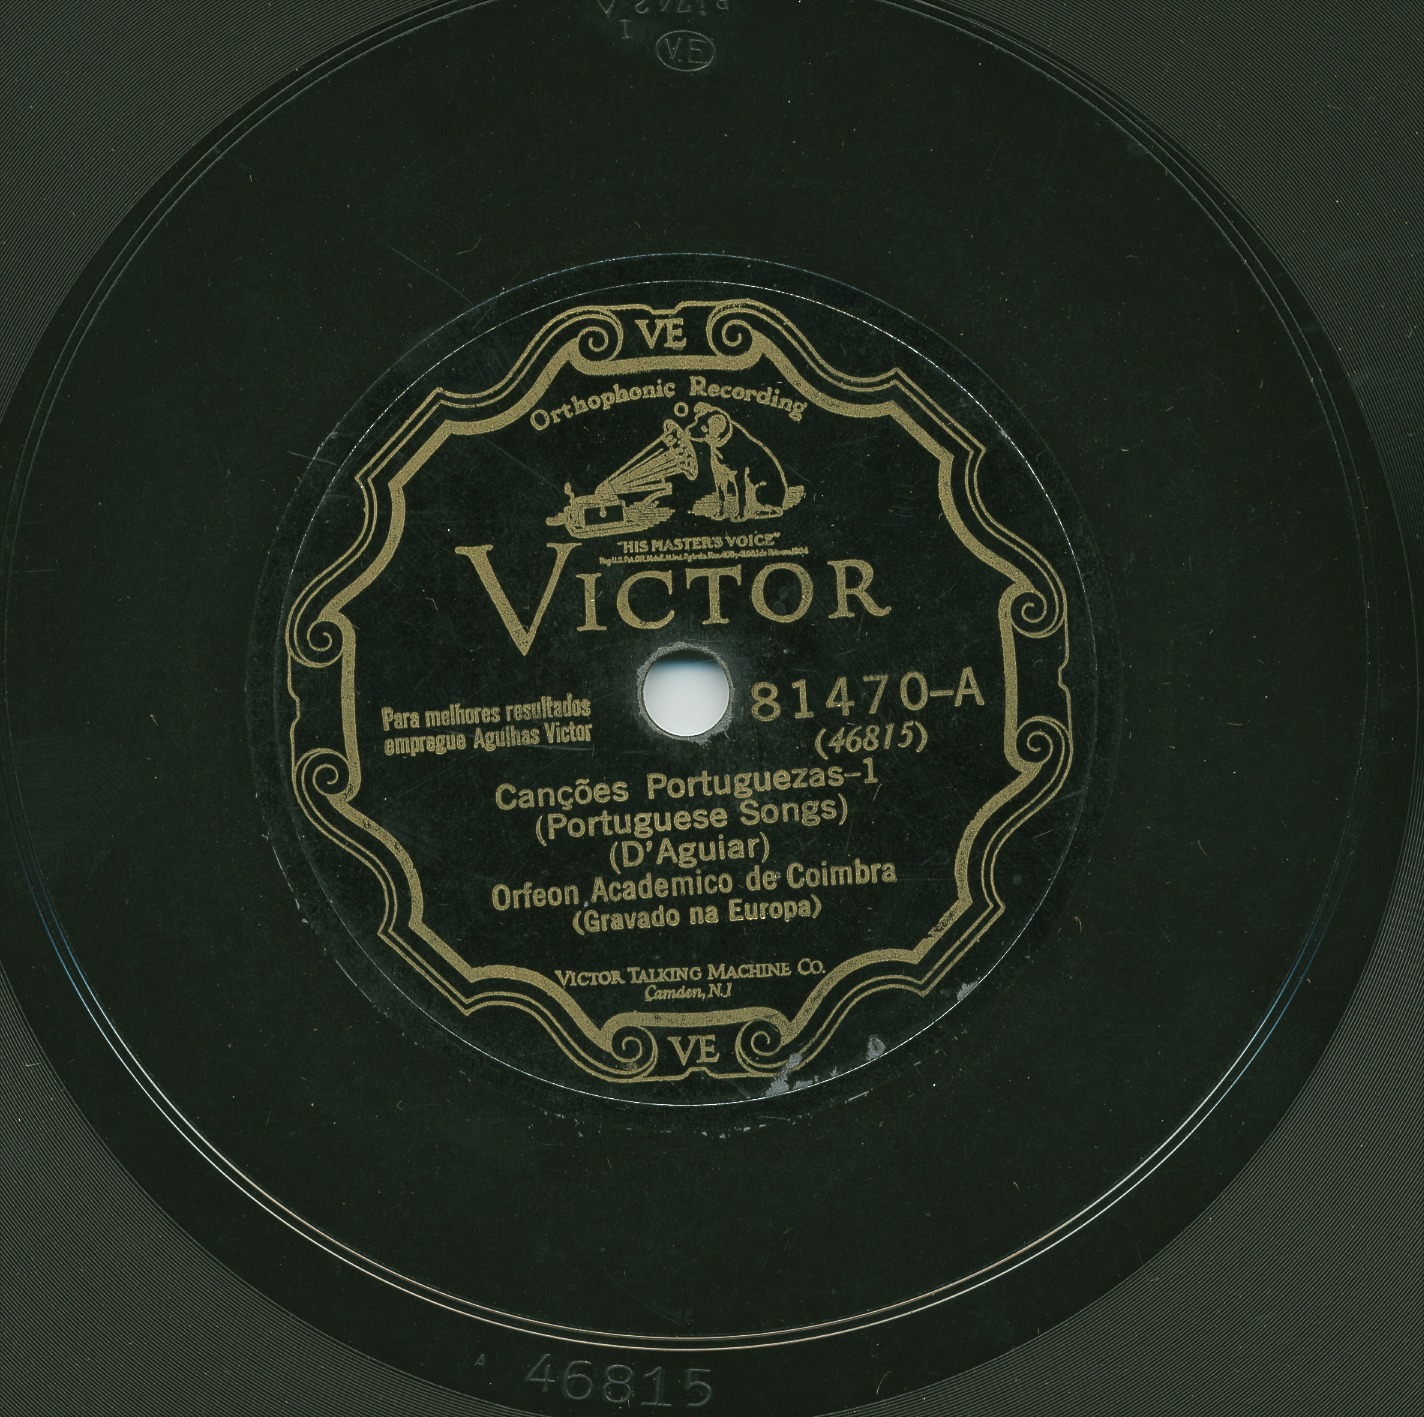 VE
VE
Orthophonic Recording
"HIS MASTER'S VOICE"
VICTOR
81470-A
(46815)
Para melhores resultados
empregue Agulhas Victor
Canções Portuguezas-1
(Portuguese Songs)
(D'Aguiar)
Orfeon Academico de Coimbra
(Gravado na Europa)
VICTOR TALKING MACHINE CO.
Camden, N.J
VE
A 46815